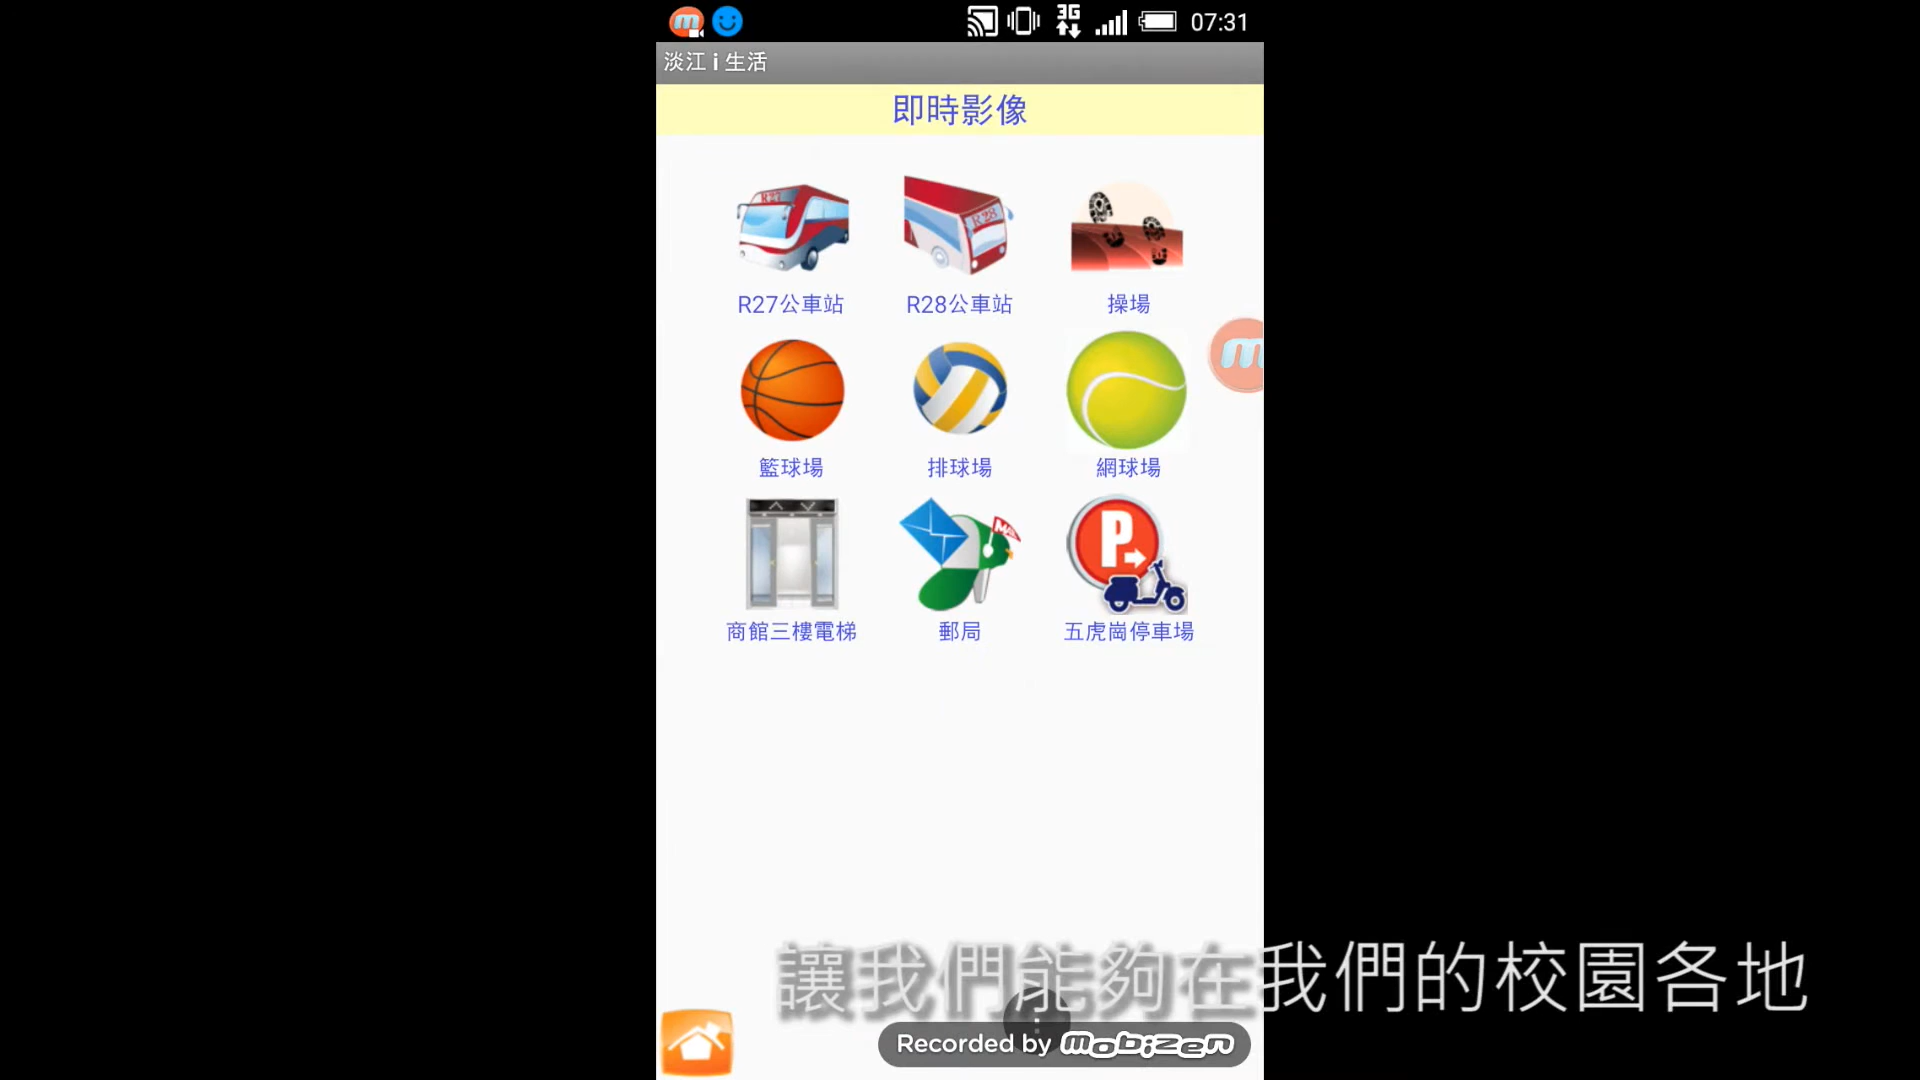 07:31
淡江 i 生活
即時影像
R27
R28
R27公車站
R28公車站
操場
籃球場
排球場
網球場
P
商館三樓電梯
郵局
五虎崗停車場
讓我們能夠在我們的校園各地
Recorded by mobizen